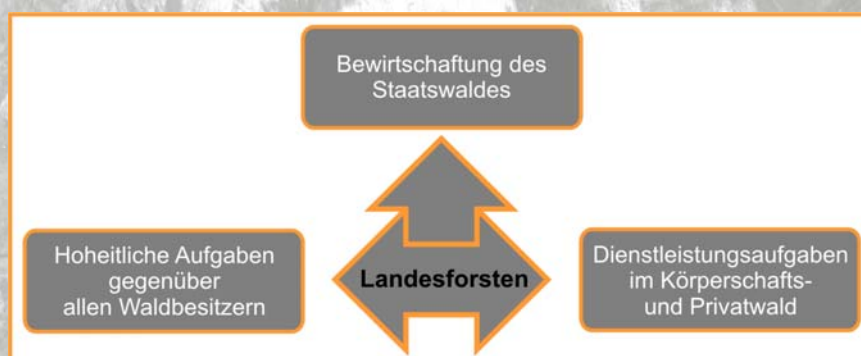 Bewirtschaftung des
Staatswaldes
Hoheitliche Aufgaben
gegenüber
allen Waldbesitzern
Landesforsten
Dienstleistungsaufgaben
im Körperschafts-
und Privatwald